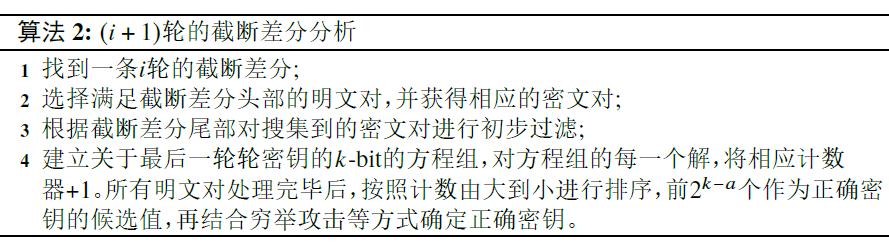 算法 2: (i + 1)轮的截断差分分析
1 找到一条i轮的截断差分;
2 选择满足截断差分头部的明文对,并获得相应的密文对;
3 根据截断差分尾部对搜集到的密文对进行初步过滤;
4 建立关于最后一轮轮密钥的k-bit的方程组,对方程组的每一个解,将相应计数
器+1。所有明文对处理完毕后,按照计数由大到小进行排序,前2^{k−a}个作为正确密
钥的候选值,再结合穷举攻击等方式确定正确密钥。